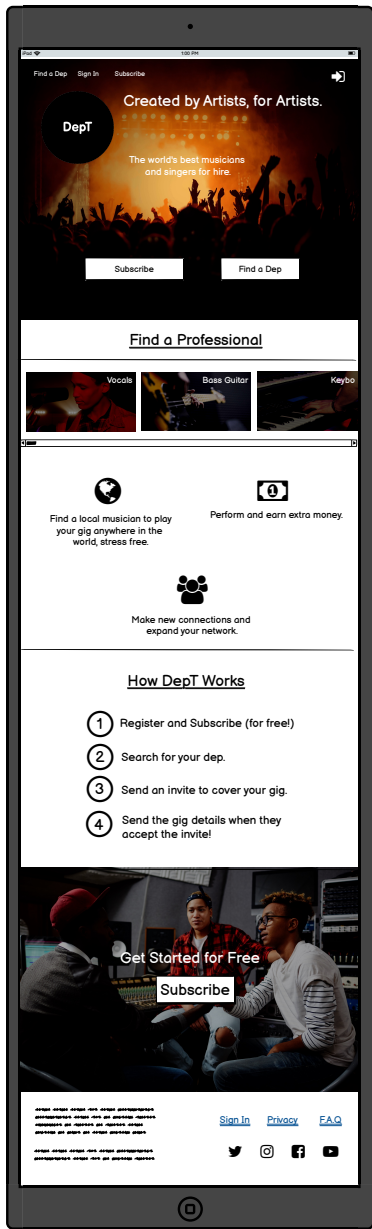 iPad
1:00 PM
Find a Dep Sign In Subscribe
Created by Artists, for Artists.
DepT
The world's best musicians
and singers for hire.
Subscribe
Find a Dep
Find a Professional
Vocals
Bass Guitar
Keybo
Find a local musician to play
your gig anywhere in the
world, stress free.
1
Perform and earn extra money.
Make new connections and
expand your network.
How DepT Works
1 Register and Subscribe (for free!)
2 Search for your dep.
3 Send an invite to cover your gig.
4 Send the gig details when they
accept the invite!
Get Started for Free
Subscribe
Sign In Privacy F.A.Q